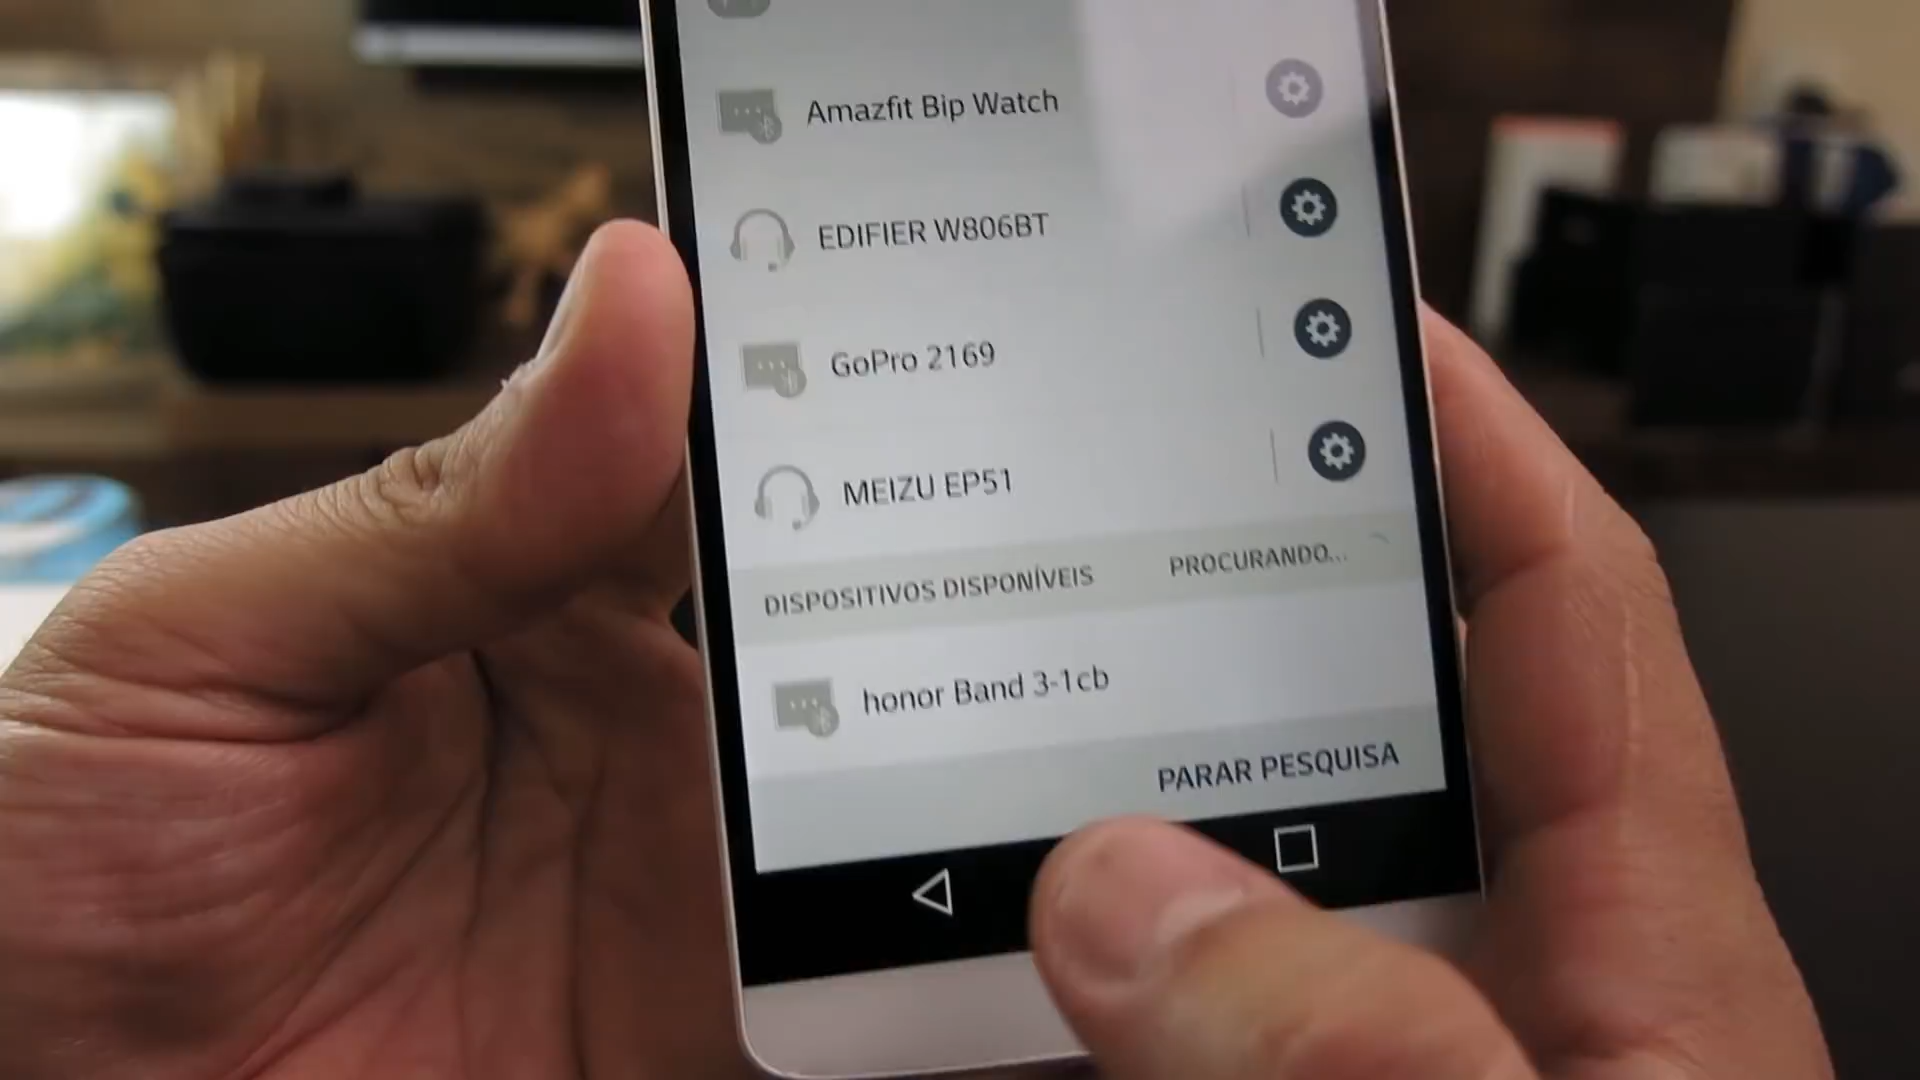 Amazfit Bip Watch
EDIFIER W806BT
GoPro 2169
MEIZU EP51
DISPOSITIVOS DISPONÍVEIS PROCURANDO...
honor Band 3-1cb
PARAR PESQUISA